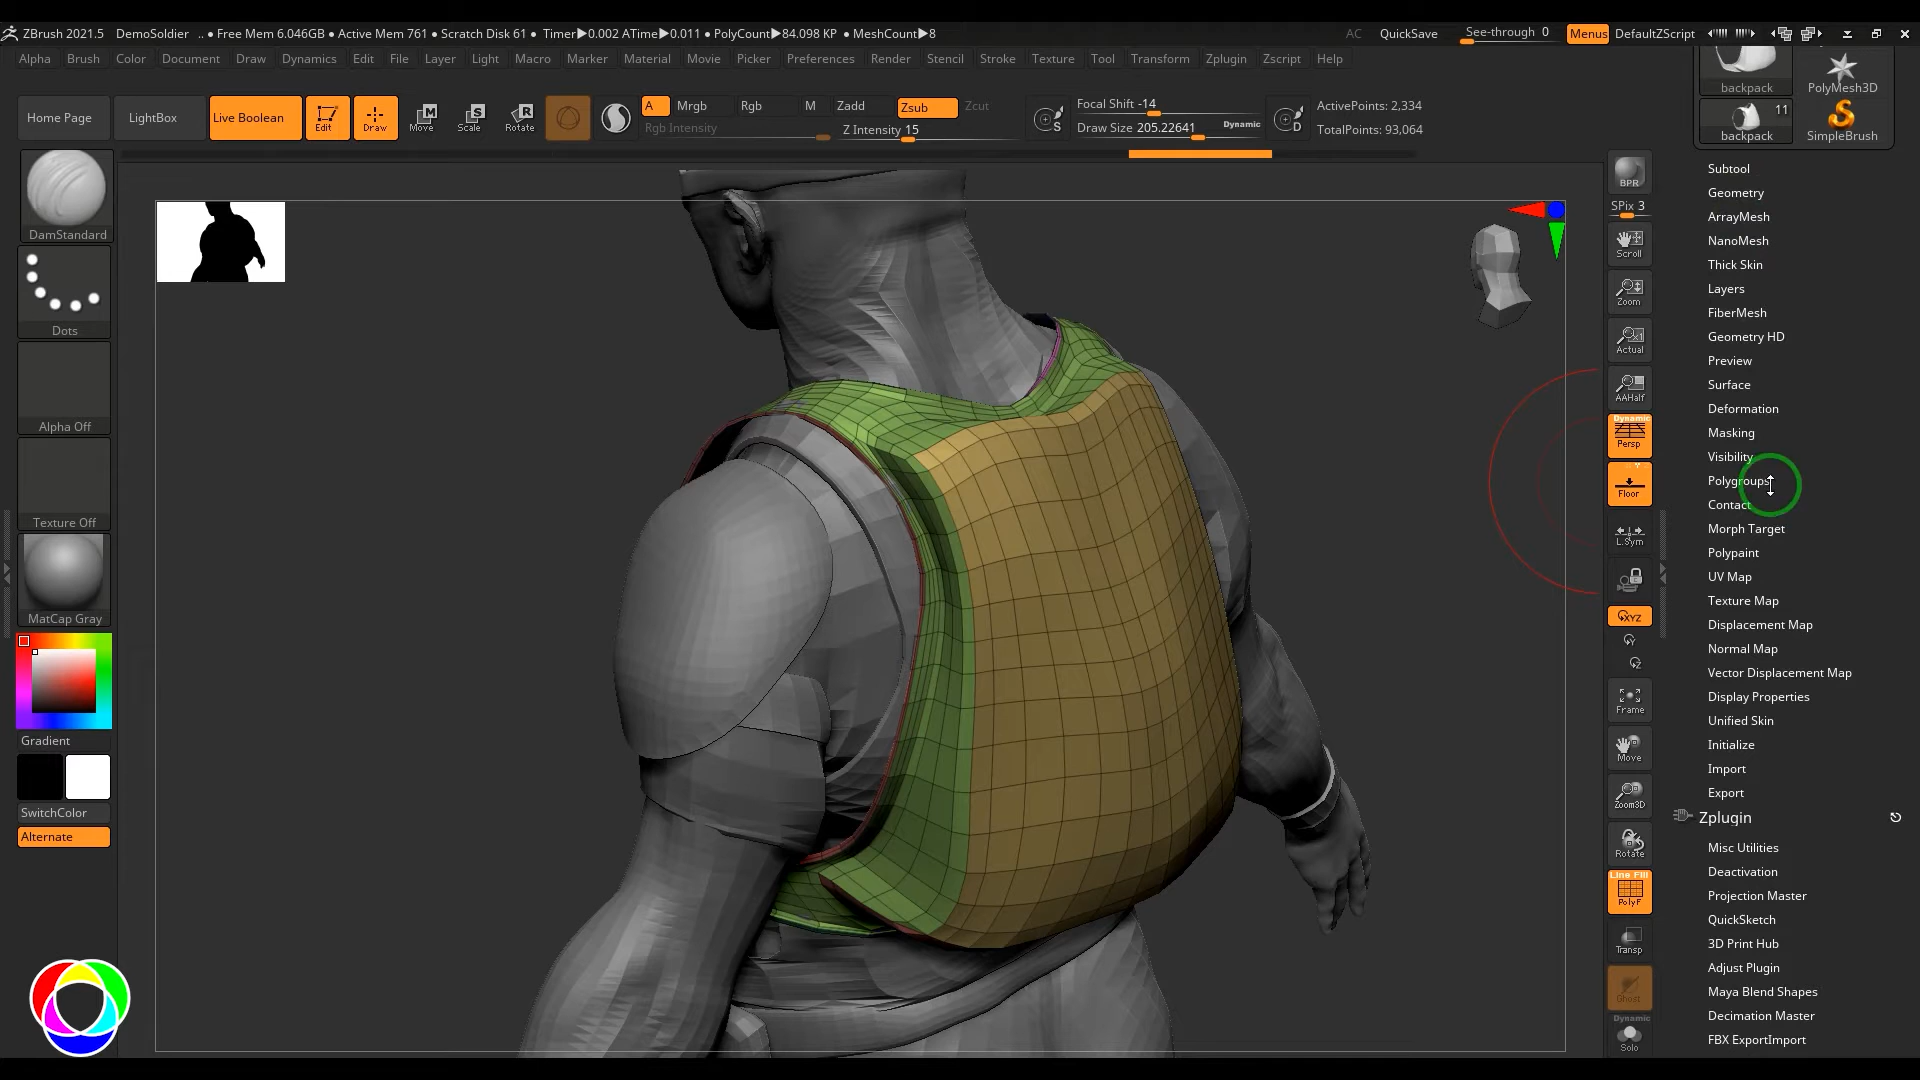 ZBrush 2021.5 DemoSoldier .. ● Free Mem 6.046GB ● Active Mem 761 ● Scratch Disk 61 ● Timer▶0.002 ATime▶0.011 ● PolyCount▶84.098 KP ● MeshCount▶8 AC QuickSave See-through 0 Menus DefaultZScript
Alpha Brush Color Document Draw Dynamics Edit File Layer Light Macro Marker Material Movie Picker Preferences Render Stencil Stroke Texture Tool Transform Zplugin Zscript Help
Home Page LightBox Live Boolean Edit Draw Move Scale Rotate
A Mrgb Rgb M Zadd Zsub Zcut
Rgb Intensity Z Intensity 15
S Focal Shift -14
Draw Size 205.22641 Dynamic D
ActivePoints: 2,334
TotalPoints: 93,064
DamStandard
Dots
Alpha Off
Texture Off
MatCap Gray
Gradient
SwitchColor
Alternate
BPR
SPix 3
Scroll
Zoom
Actual
AAHalf
Dynamic
Persp
Floor
L.Sym
XYZ
Y
Z
Frame
Move
Zoom3D
Rotate
Line Fill
PolyF
Transp
Ghost
Dynamic
Solo
backpack PolyMesh3D
11
backpack SimpleBrush
Subtool
Geometry
ArrayMesh
NanoMesh
Thick Skin
Layers
FiberMesh
Geometry HD
Preview
Surface
Deformation
Masking
Visibility
Polygroups
Contact
Morph Target
Polypaint
UV Map
Texture Map
Displacement Map
Normal Map
Vector Displacement Map
Display Properties
Unified Skin
Initialize
Import
Export
Zplugin
Misc Utilities
Deactivation
Projection Master
QuickSketch
3D Print Hub
Adjust Plugin
Maya Blend Shapes
Decimation Master
FBX ExportImport